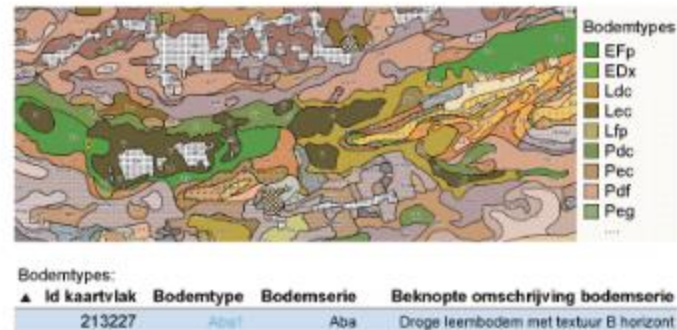 Bodemtypes
EFp
EDx
Ldc
Lec
Lfp
Pdc
Pec
Pdf
Peg
....
Bodemtypes:
▲ Id kaartvlak Bodemtype Bodemserie Beknopte omschrijving bodemserie
213227 Aba1 Aba Droge leembodem met textuur B horizont